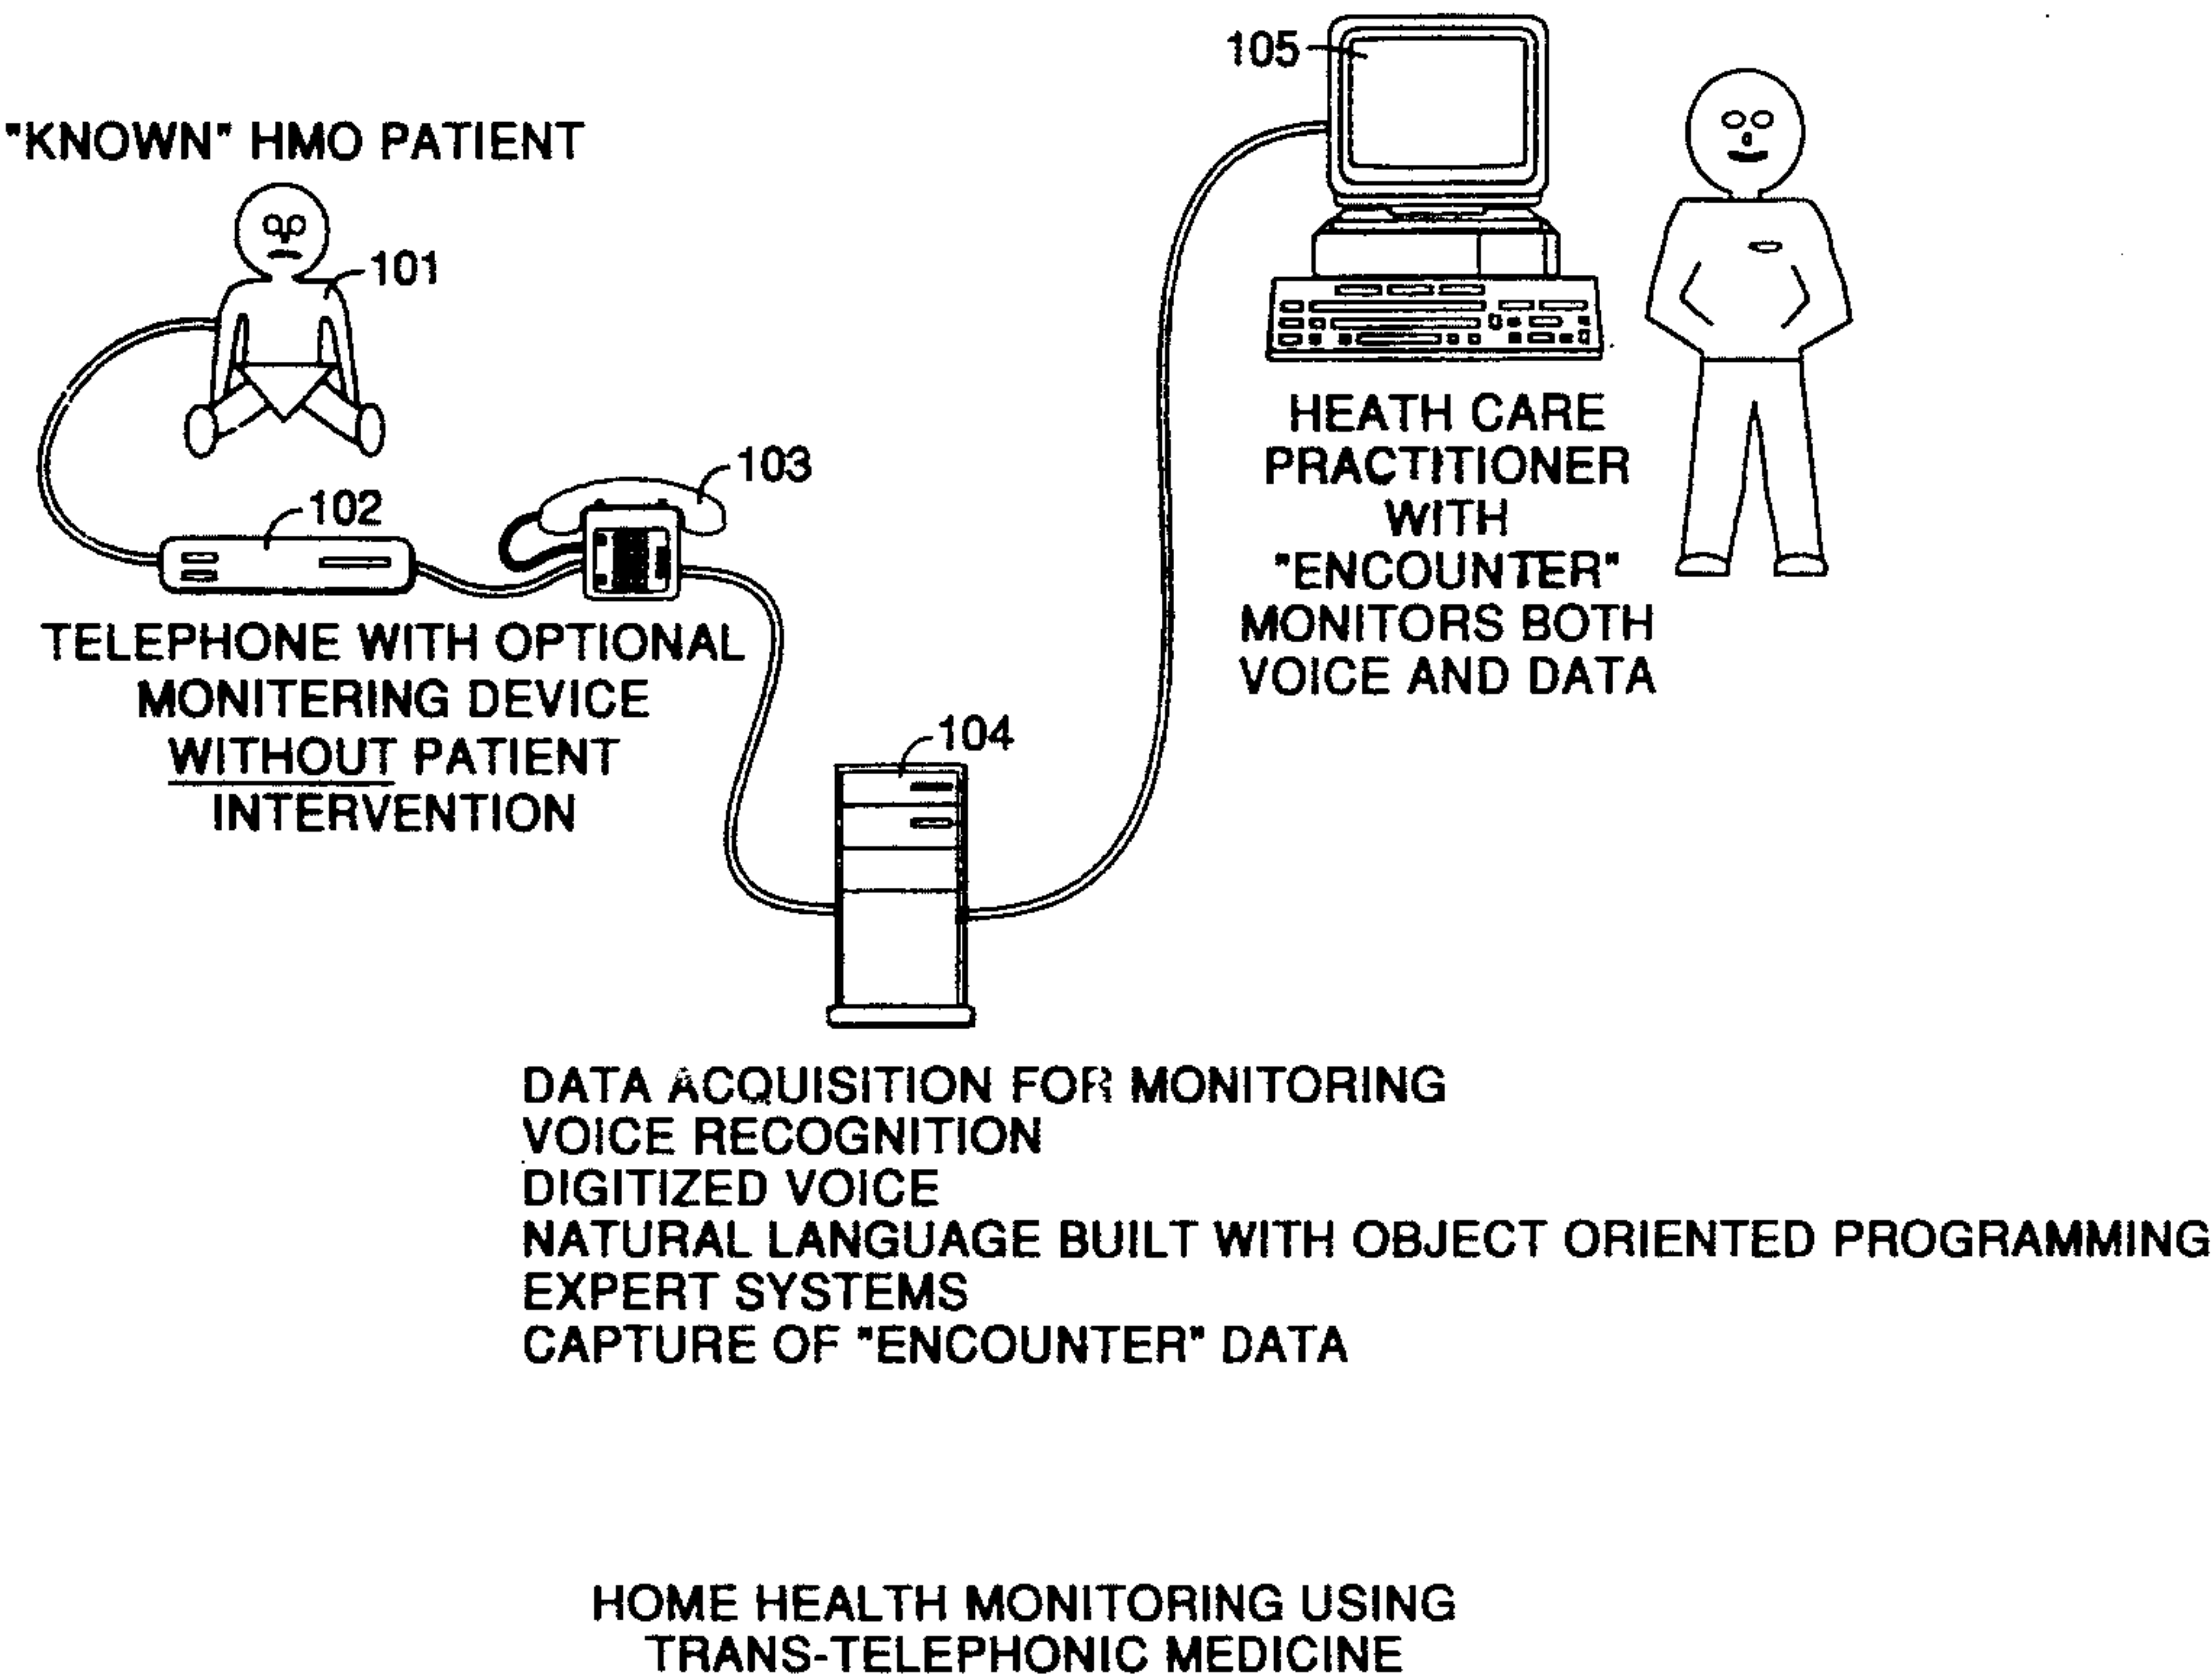 "KNOWN" HMO PATIENT
101
102
103
TELEPHONE WITH OPTIONAL
MONITERING DEVICE
WITHOUT PATIENT
INTERVENTION
104
105
HEATH CARE
PRACTITIONER
WITH
"ENCOUNTER"
MONITORS BOTH
VOICE AND DATA
DATA ACQUISITION FOR MONITORING
VOICE RECOGNITION
DIGITIZED VOICE
NATURAL LANGUAGE BUILT WITH OBJECT ORIENTED PROGRAMMING
EXPERT SYSTEMS
CAPTURE OF "ENCOUNTER" DATA
HOME HEALTH MONITORING USING
TRANS-TELEPHONIC MEDICINE